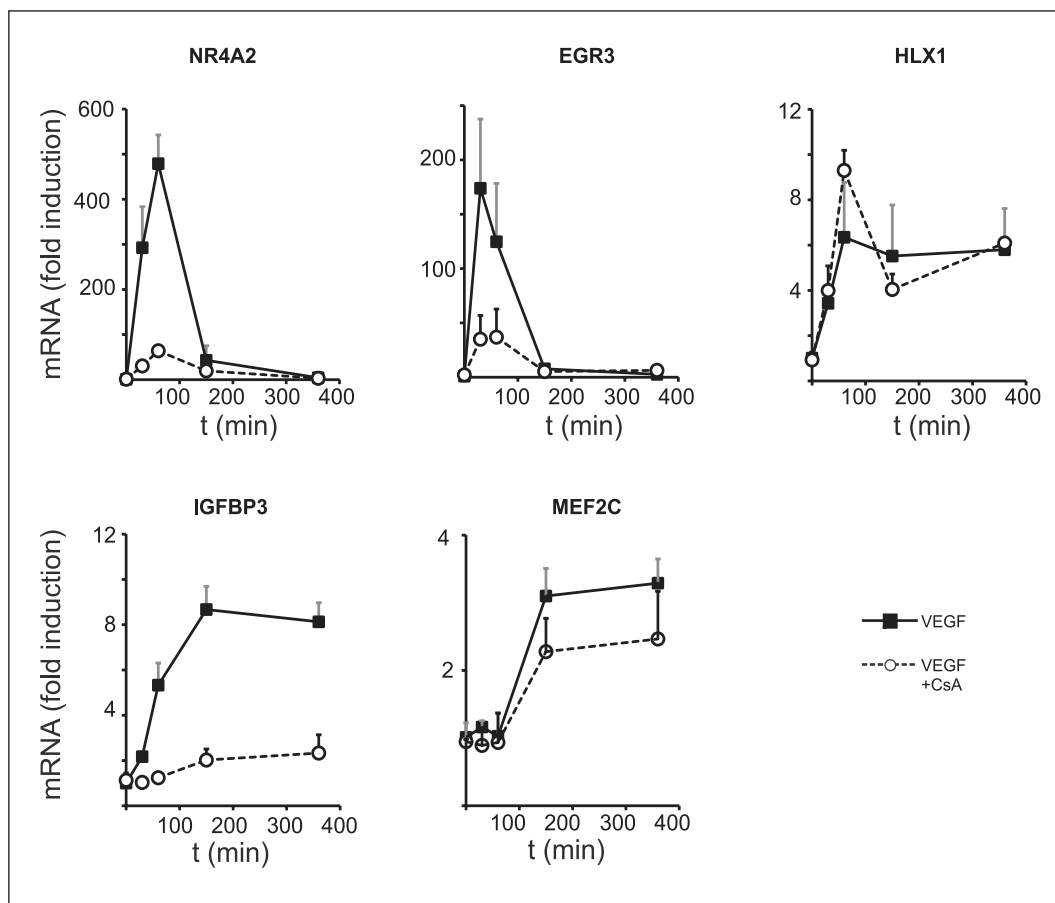 NR4A2
EGR3
HLX1
mRNA (fold induction)
600
400
200
100 200 300 400
t (min)
200
100
100 200 300 400
t (min)
12
8
4
100 200 300 400
t (min)
IGFBP3
MEF2C
mRNA (fold induction)
12
8
4
100 200 300 400
t (min)
4
2
100 200 300 400
t (min)
VEGF
VEGF
+CsA